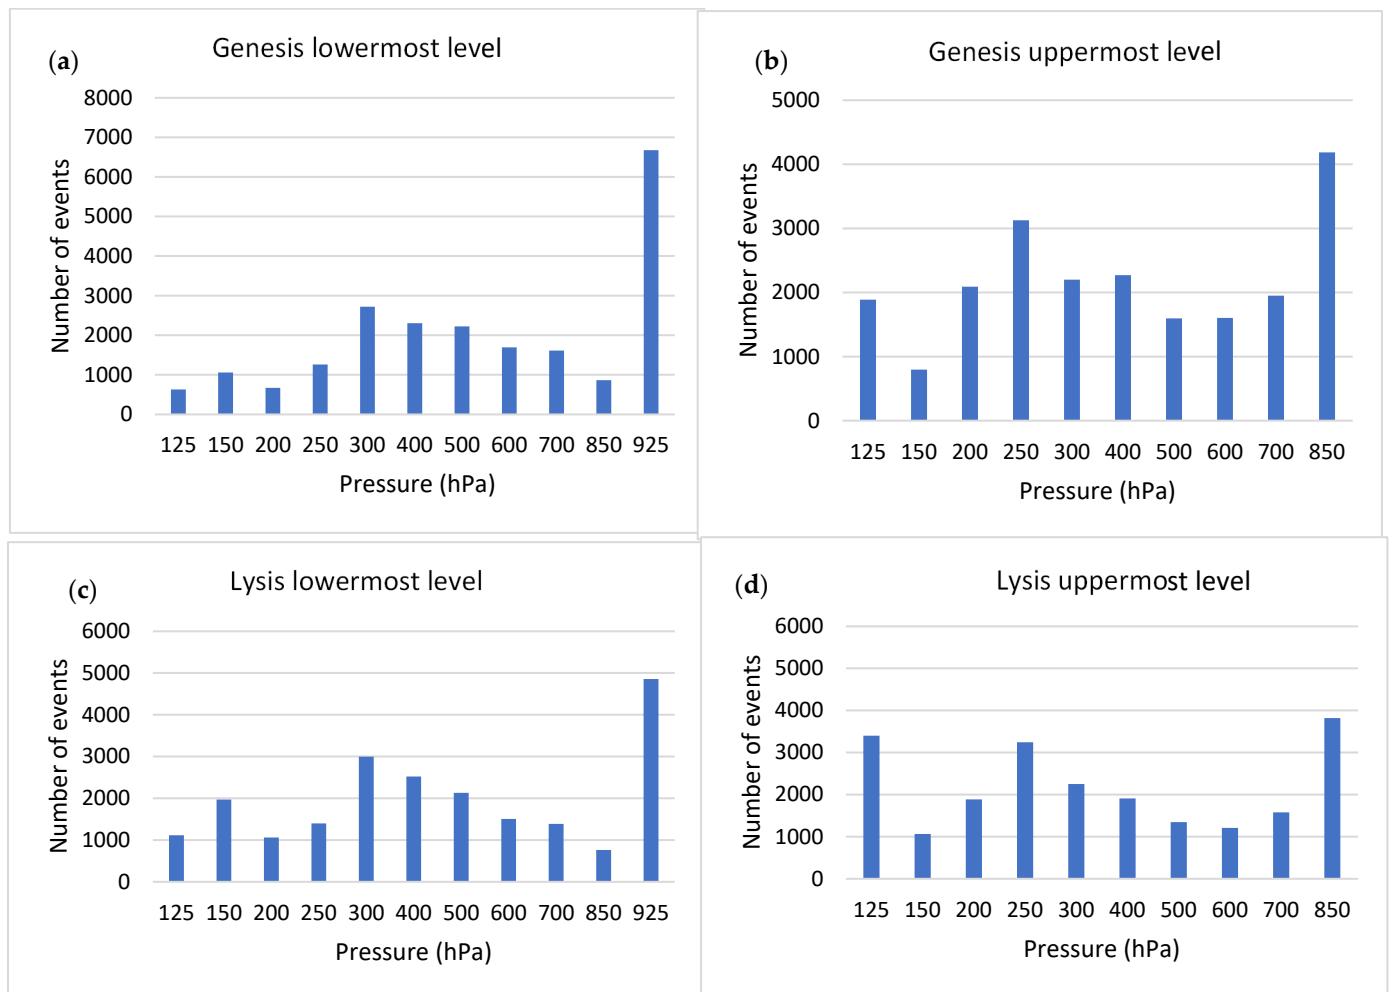 (a)
Genesis lowermost level
8000
7000
6000
5000
4000
3000
2000
1000
0
Number of events
125 150 200 250 300 400 500 600 700 850 925
Pressure (hPa)
(b)
Genesis uppermost level
5000
4000
3000
2000
1000
0
Number of events
125 150 200 250 300 400 500 600 700 850
Pressure (hPa)
(c)
Lysis lowermost level
6000
5000
4000
3000
2000
1000
0
Number of events
125 150 200 250 300 400 500 600 700 850 925
Pressure (hPa)
(d)
Lysis uppermost level
6000
5000
4000
3000
2000
1000
0
Number of events
125 150 200 250 300 400 500 600 700 850
Pressure (hPa)